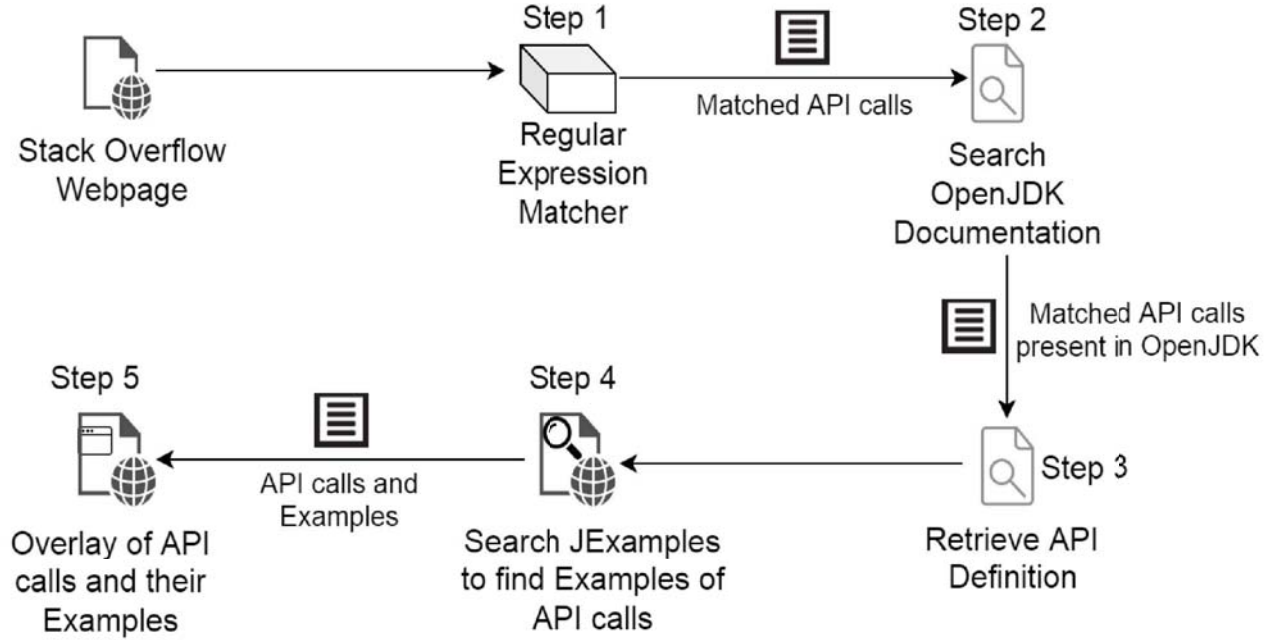 Stack Overflow
Webpage
Step 1
Regular
Expression
Matcher
Matched API calls
Step 2
Search
OpenJDK
Documentation
Matched API calls
present in OpenJDK
Step 3
Retrieve API
Definition
Step 4
Search JExamples
to find Examples of
API calls
API calls and
Examples
Step 5
Overlay of API
calls and their
Examples